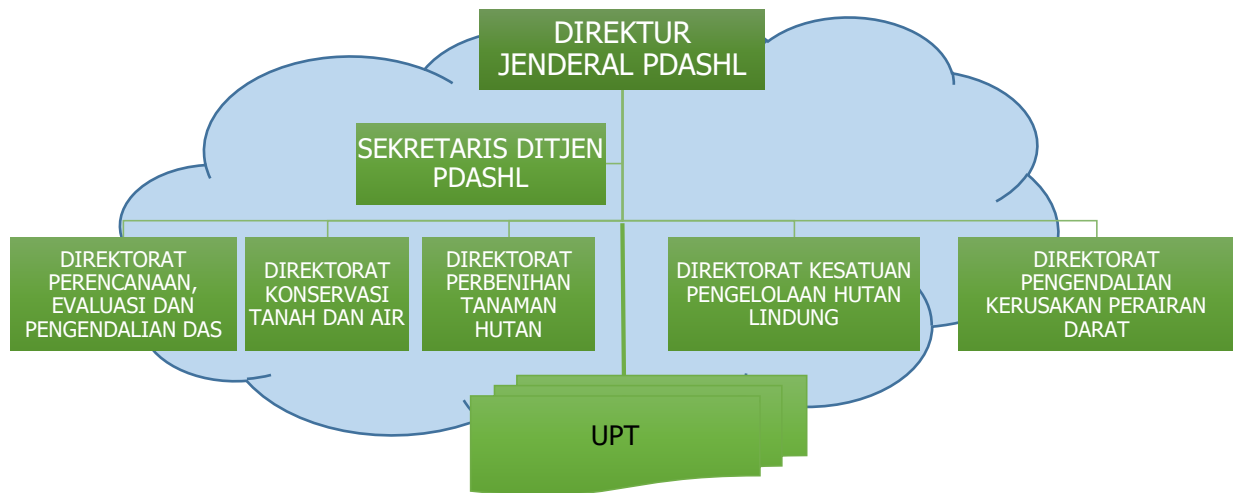 DIREKTUR
JENDERAL PDASHL
SEKRETARIS DITJEN
PDASHL
DIREKTORAT
PERENCANAAN,
EVALUASI DAN
PENGENDALIAN DAS
DIREKTORAT
KONSERVASI
TANAH DAN AIR
DIREKTORAT
PERBENIHAN
TANAMAN
HUTAN
DIREKTORAT KESATUAN
PENGELOLAAN HUTAN
LINDUNG
DIREKTORAT
PENGENDALIAN
KERUSAKAN PERAIRAN
DARAT
UPT